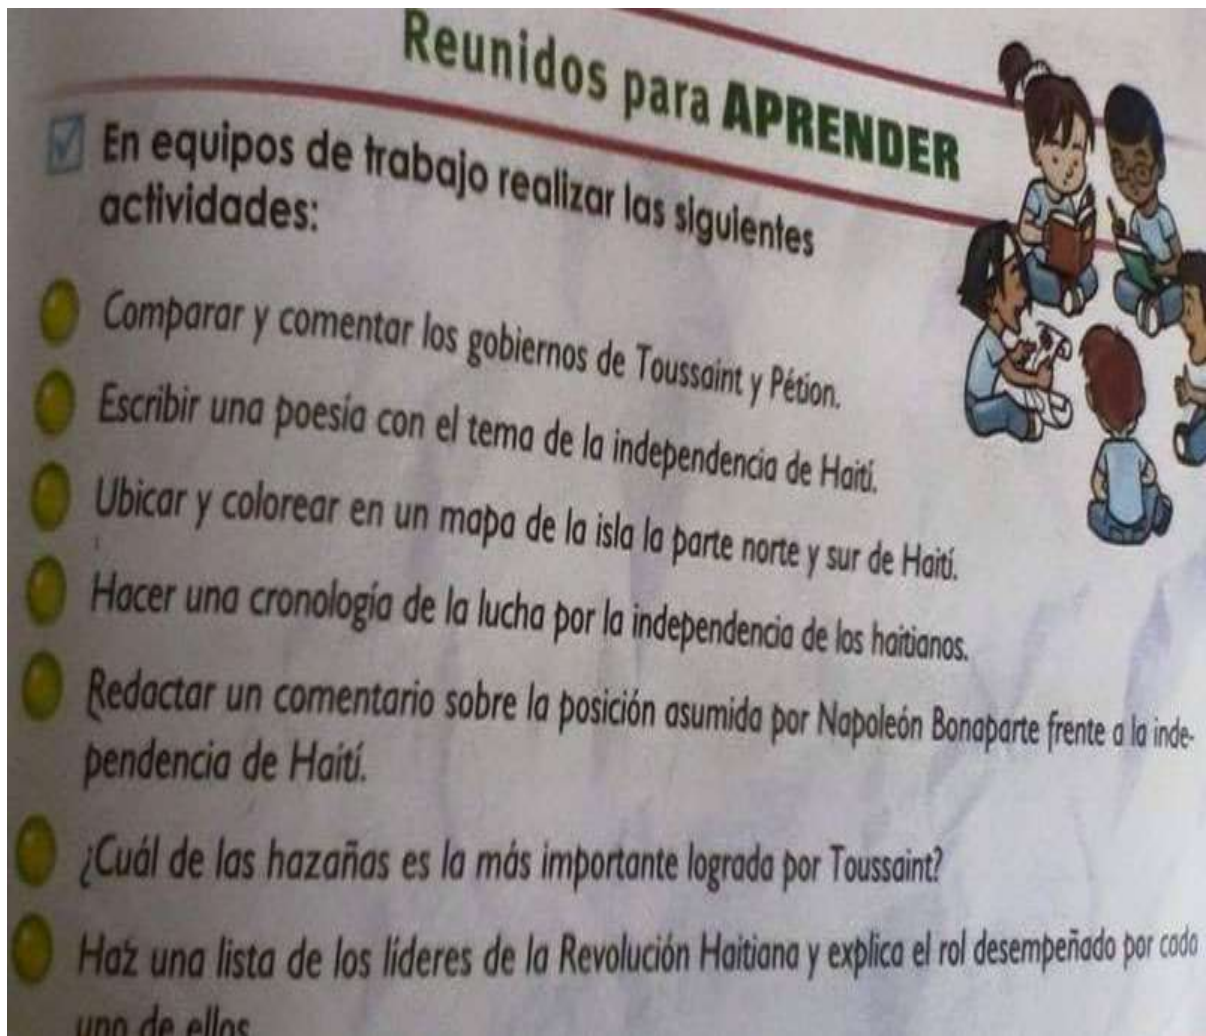 Reunidos para APRENDER
En equipos de trabajo realizar las siguientes
actividades:
Comparar y comentar los gobiernos de Toussaint y Pétion.
Escribir una poesía con el tema de la independencia de Haití.
Ubicar y colorear en un mapa de la isla la parte norte y sur de Haití.
Hacer una cronología de la lucha por la independencia de los haitianos.
Redactar un comentario sobre la posición asumida por Napoleón Bonaparte frente a la inde-
pendencia de Haití.
¿Cuál de las hazañas es la más importante lograda por Toussaint?
Haz una lista de los líderes de la Revolución Haitiana y explica el rol desempeñado por cada
uno de ellos